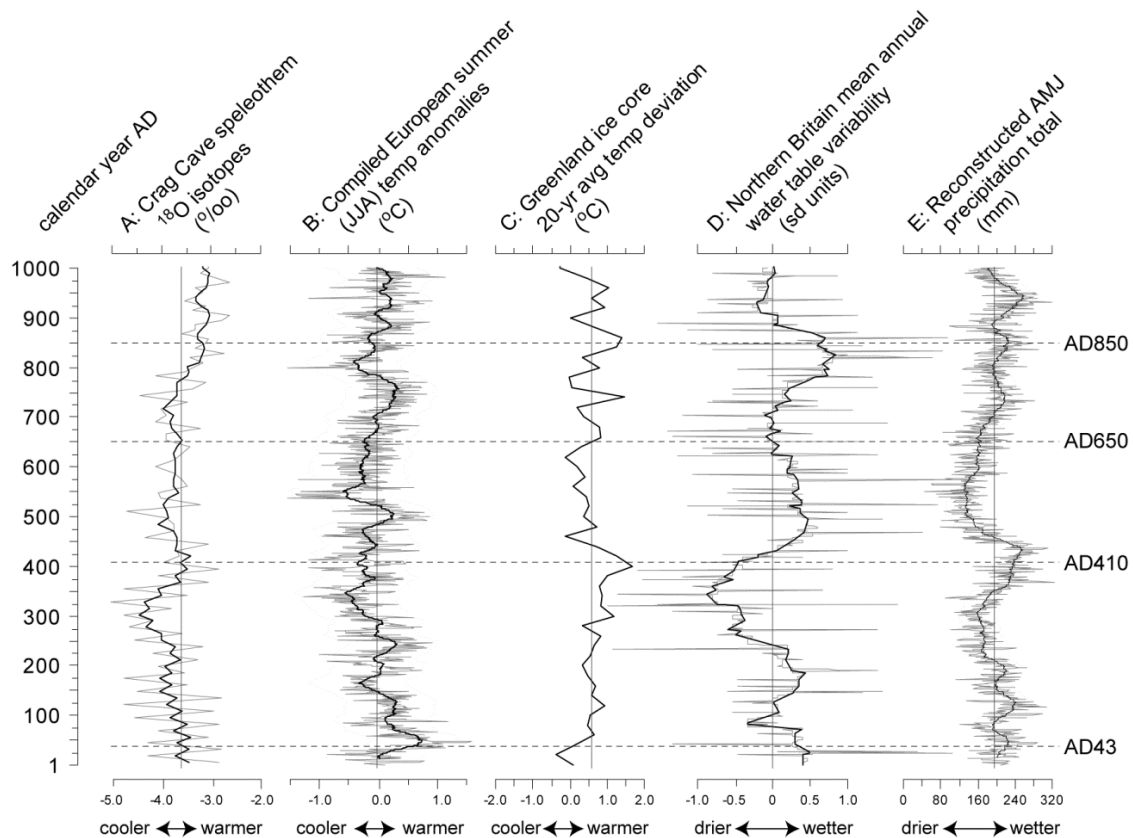 calendar year AD
A: Crag Cave speleothem
18O isotopes
(o/oo)
B: Compiled European summer
(JJA) temp anomalies
(ºC)
C: Greenland ice core
20-yr avg temp deviation
(ºC)
D: Northern Britain mean annual
water table variability
(sd units)
E: Reconstructed AMJ
precipitation total
(mm)
1000
900
800
700
600
500
400
300
200
100
1
AD850
AD650
AD410
AD43
-5.0 -4.0 -3.0 -2.0
-1.0 0.0 1.0
-2.0 -1.0 0.0 1.0 2.0
-1.0 -0.5 0 0.5 1.0
0 80 160 240 320
cooler warmer
cooler warmer
cooler warmer
drier wetter
drier wetter